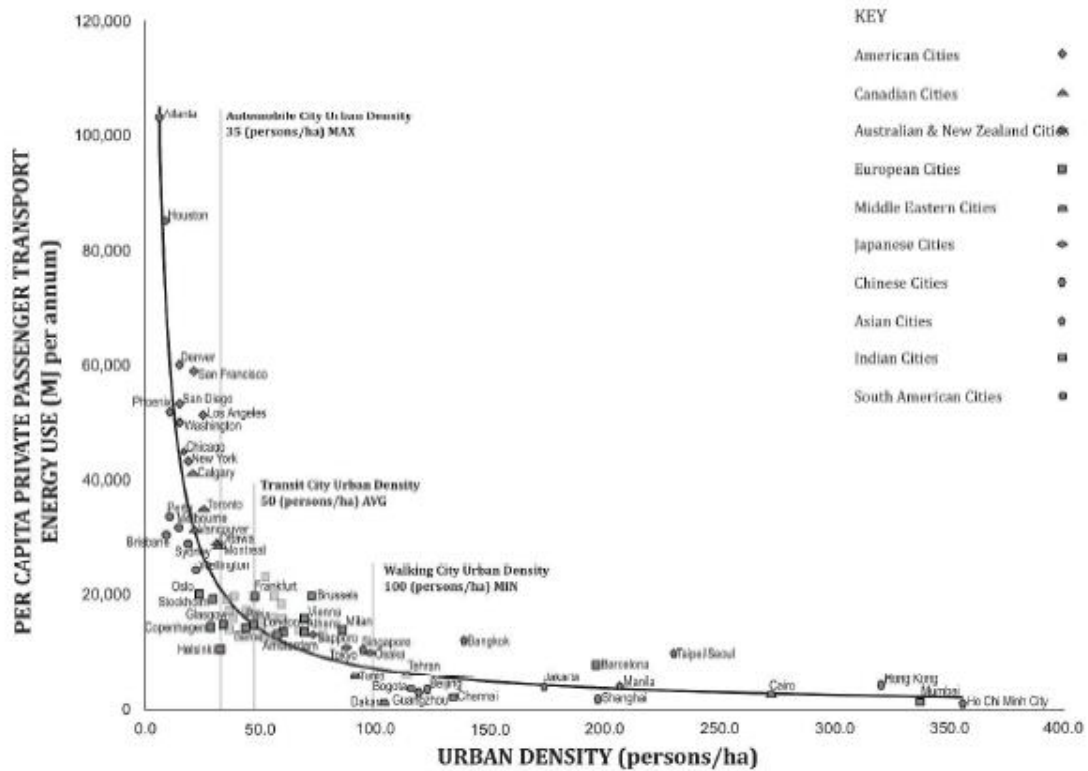 120,000
100,000
80,000
60,000
40,000
20,000
0
PER CAPITA PRIVATE PASSENGER TRANSPORT
ENERGY USE (MJ per annum)
Atlanta
Automobile City Urban Density
35 (persons/ha) MAX
Houston
Denver
San Francisco
Phoenix
San Diego
Los Angeles
Washington
Chicago
New York
Calgary
Transit City Urban Density
50 (persons/ha) AVG
Perth
Toronto
Melbourne
Vancouver
Brisbane
Ottawa
Sydney
Montreal
Wellington
Walking City Urban Density
100 (persons/ha) MIN
Oslo
Frankfurt
Brussels
Stockholm
Glasgow
Vienna
Copenhagen
London
Athens
Milan
Helsinki
Amsterdam
Sapporo
Tokyo
Singapore
Osaka
Bangkok
Taipei
Seoul
Barcelona
Tehran
Tunis
Bogota
Beijing
Dakar
Guangzhou
Chennai
Jakarta
Manila
Shanghai
Cairo
Hong Kong
Mumbai
Ho Chi Minh City
0.0
50.0
100.0
150.0
200.0
250.0
300.0
350.0
400.0
URBAN DENSITY (persons/ha)
KEY
American Cities
Canadian Cities
Australian & New Zealand Cities
European Cities
Middle Eastern Cities
Japanese Cities
Chinese Cities
Asian Cities
Indian Cities
South American Cities